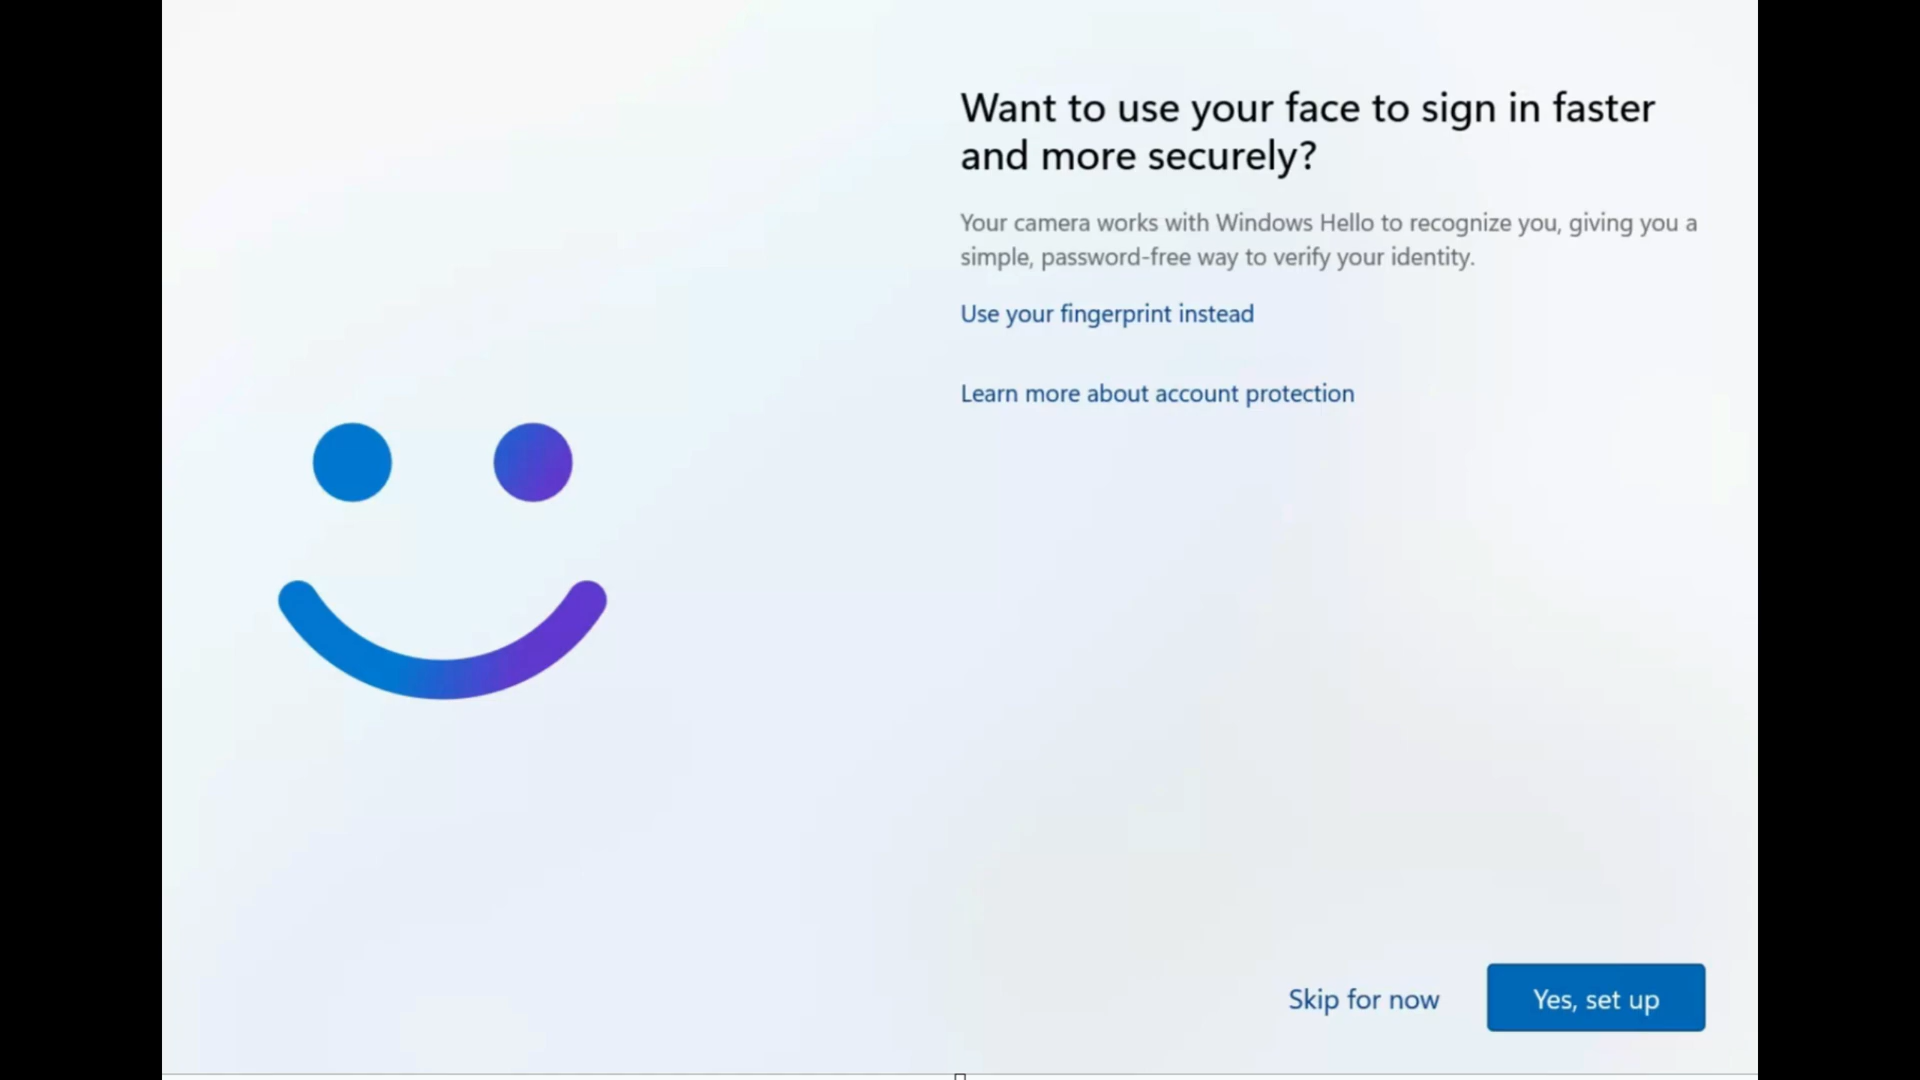 Want to use your face to sign in faster
and more securely?
Your camera works with Windows Hello to recognize you, giving you a
simple, password-free way to verify your identity.
Use your fingerprint instead
Learn more about account protection
Skip for now
Yes, set up